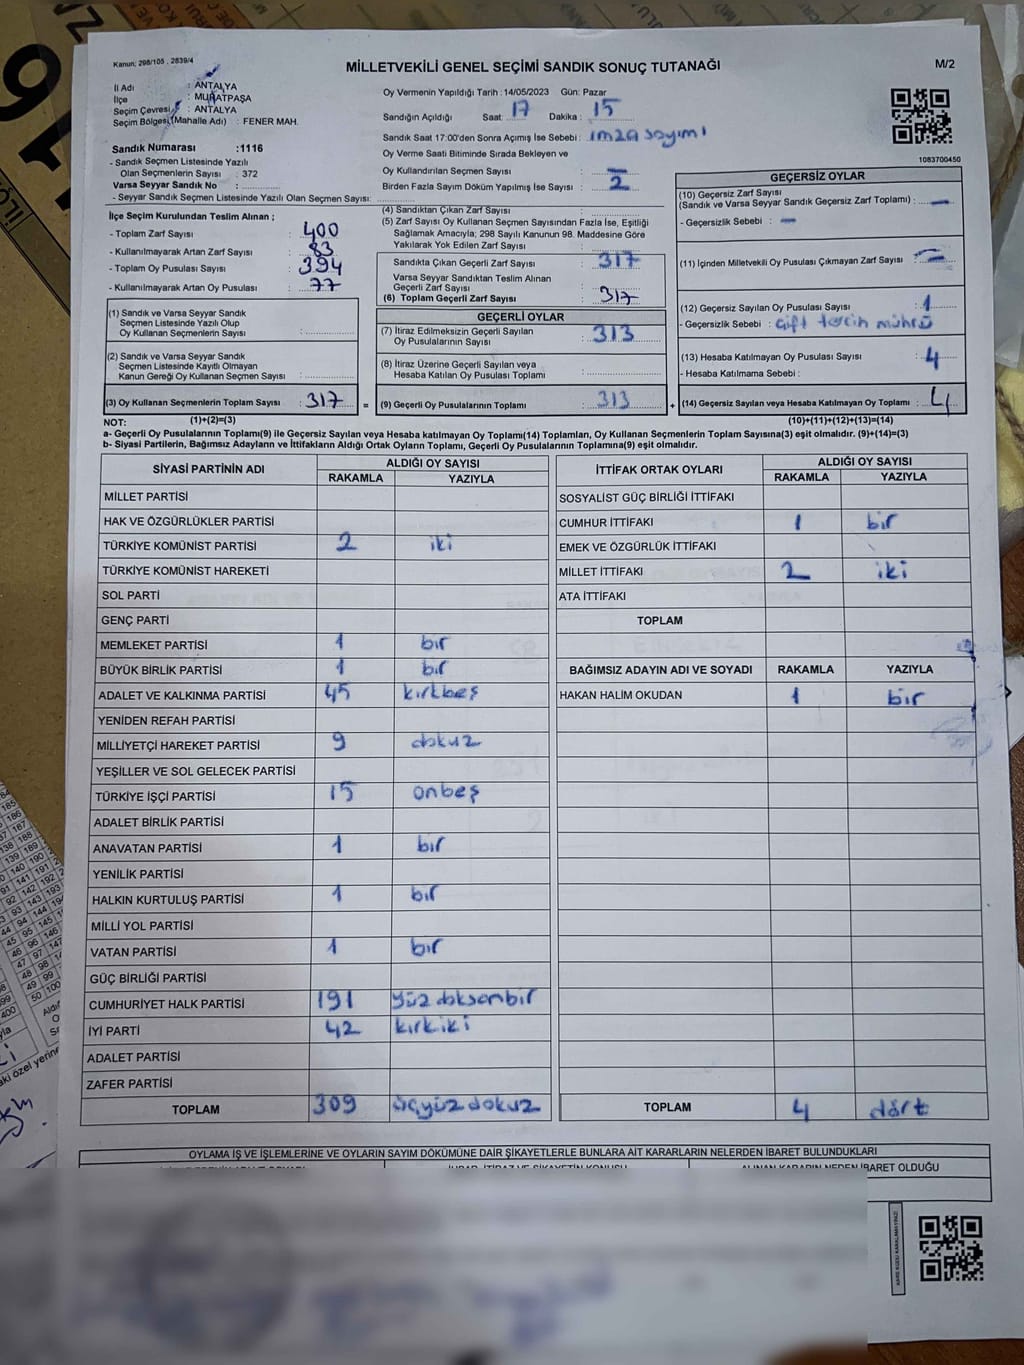 Kanun; 298/105 , 2839/4
MİLLETVEKİLİ GENEL SEÇİMİ SANDIK SONUÇ TUTANAĞI
M/2
İl Adı : ANTALYA
İlçe : MURATPAŞA
Seçim Çevresi : ANTALYA
Seçim Bölgesi(Mahalle Adı) : FENER MAH.
Oy Vermenin Yapıldığı Tarih : 14/05/2023 Gün: Pazar
Sandığın Açıldığı Saat: 17 Dakika : 15
Sandık Saat 17:00'den Sonra Açımış İse Sebebi : imza sayımı
Oy Verme Saati Bitiminde Sırada Bekleyen ve
Oy Kullandırılan Seçmen Sayısı : –
Birden Fazla Sayım Döküm Yapılmış İse Sayısı : 2
1083700450
Sandık Numarası :1116
- Sandık Seçmen Listesinde Yazılı
Olan Seçmenlerin Sayısı : 372
Varsa Seyyar Sandık No :
- Seyyar Sandık Seçmen Listesinde Yazılı Olan Seçmen Sayısı:
İlçe Seçim Kurulundan Teslim Alınan ;
- Toplam Zarf Sayısı : 400
- Kullanılmayarak Artan Zarf Sayısı : 83
- Toplam Oy Pusulası Sayısı : 394
- Kullanılmayarak Artan Oy Pusulası : 77
(1) Sandık ve Varsa Seyyar Sandık
Seçmen Listesinde Yazılı Olup
Oy Kullanan Seçmenlerin Sayısı :
(2) Sandık ve Varsa Seyyar Sandık
Seçmen Listesinde Kayıtlı Olmayan
Kanun Gereği Oy Kullanan Seçmen Sayısı :
(3) Oy Kullanan Seçmenlerin Toplam Sayısı : 317
(4) Sandıktan Çıkan Zarf Sayısı :
(5) Zarf Sayısı Oy Kullanan Seçmen Sayısından Fazla İse, Eşitliği
Sağlamak Amacıyla; 298 Sayılı Kanunun 98. Maddesine Göre
Yakılarak Yok Edilen Zarf Sayısı :
Sandıkta Çıkan Geçerli Zarf Sayısı : 317
Varsa Seyyar Sandıktan Teslim Alınan
Geçerli Zarf Sayısı :
(6) Toplam Geçerli Zarf Sayısı : 317
GEÇERLİ OYLAR
(7) İtiraz Edilmeksizin Geçerli Sayılan
Oy Pusulalarının Sayısı : 313
(8) İtiraz Üzerine Geçerli Sayılan veya
Hesaba Katılan Oy Pusulası Toplamı :
= (9) Geçerli Oy Pusulalarının Toplamı : 313
GEÇERSİZ OYLAR
(10) Geçersiz Zarf Sayısı
(Sandık ve Varsa Seyyar Sandık Geçersiz Zarf Toplamı) : –
- Geçersizlik Sebebi : –
(11) İçinden Milletvekili Oy Pusulası Çıkmayan Zarf Sayısı : –
(12) Geçersiz Sayılan Oy Pusulası Sayısı : 1
- Geçersizlik Sebebi : Çift tercih mührü
(13) Hesaba Katılmayan Oy Pusulası Sayısı : 4
- Hesaba Katılmama Sebebi :
+ (14) Geçersiz Sayılan veya Hesaba Katılmayan Oy Toplamı : 4
NOT: (1)+(2)=(3) (10)+(11)+(12)+(13)=(14)
a- Geçerli Oy Pusulalarının Toplamı(9) ile Geçersiz Sayılan veya Hesaba katılmayan Oy Toplam(14) Toplamları, Oy Kullanan Seçmenlerin Toplam Sayısına(3) eşit olmalıdır. (9)+(14)=(3)
b- Siyasi Partilerin, Bağımsız Adayların ve İttifakların Aldığı Ortak Oyların Toplamı, Geçerli Oy Pusulalarının Toplamına(9) eşit olmalıdır.
SİYASİ PARTİNİN ADI ALDIĞI OY SAYISI
RAKAMLA YAZIYLA
MİLLET PARTİSİ
HAK VE ÖZGÜRLÜKLER PARTİSİ
TÜRKİYE KOMÜNİST PARTİSİ 2 iki
TÜRKİYE KOMÜNİST HAREKETİ
SOL PARTİ
GENÇ PARTİ
MEMLEKET PARTİSİ 1 bir
BÜYÜK BİRLİK PARTİSİ 1 bir
ADALET VE KALKINMA PARTİSİ 45 kırkbeş
YENİDEN REFAH PARTİSİ
MİLLİYETÇİ HAREKET PARTİSİ 9 dokuz
YEŞİLLER VE SOL GELECEK PARTİSİ
TÜRKİYE İŞÇİ PARTİSİ 15 onbeş
ADALET BİRLİK PARTİSİ
ANAVATAN PARTİSİ 1 bir
YENİLİK PARTİSİ
HALKIN KURTULUŞ PARTİSİ 1 bir
MİLLİ YOL PARTİSİ
VATAN PARTİSİ 1 bir
GÜÇ BİRLİĞİ PARTİSİ
CUMHURİYET HALK PARTİSİ 191 yüz doksanbir
İYİ PARTİ 42 kırkiki
ADALET PARTİSİ
ZAFER PARTİSİ
TOPLAM 309 üçyüz dokuz
İTTİFAK ORTAK OYLARI ALDIĞI OY SAYISI
RAKAMLA YAZIYLA
SOSYALİST GÜÇ BİRLİĞİ İTTİFAKI
CUMHUR İTTİFAKI 1 bir
EMEK VE ÖZGÜRLÜK İTTİFAKI
MİLLET İTTİFAKI 2 iki
ATA İTTİFAKI
TOPLAM
BAĞIMSIZ ADAYIN ADI VE SOYADI RAKAMLA YAZIYLA
HAKAN HALİM OKUDAN 1 bir
TOPLAM 4 dört
OYLAMA İŞ VE İŞLEMLERİNE VE OYLARIN SAYIM DÖKÜMÜNE DAİR ŞİKAYETLERLE BUNLARA AİT KARARLARIN NELERDEN İBARET BULUNDUKLARI
ALINAN KARARIN NEDEN İBARET OLDUĞU